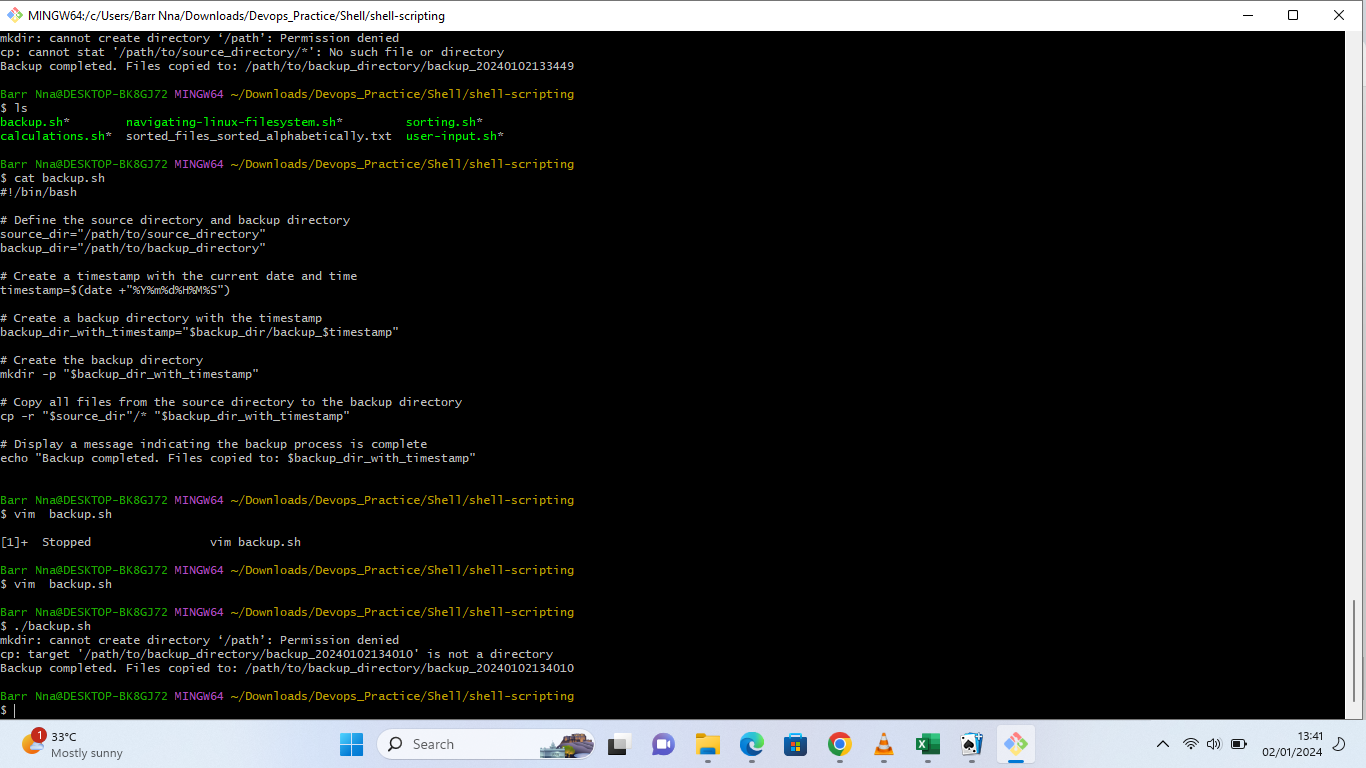 MINGW64:/c/Users/Barr Nna/Downloads/Devops_Practice/Shell/shell-scripting
mkdir: cannot create directory ‘/path’: Permission denied
cp: cannot stat '/path/to/source_directory/*': No such file or directory
Backup completed. Files copied to: /path/to/backup_directory/backup_20240102133449
Barr Nna@DESKTOP-BK8GJ72 MINGW64 ~/Downloads/Devops_Practice/Shell/shell-scripting
$ ls
backup.sh*        navigating-linux-filesystem.sh*         sorting.sh*
calculations.sh*  sorted_files_sorted_alphabetically.txt  user-input.sh*
Barr Nna@DESKTOP-BK8GJ72 MINGW64 ~/Downloads/Devops_Practice/Shell/shell-scripting
$ cat backup.sh
#!/bin/bash
# Define the source directory and backup directory
source_dir="/path/to/source_directory"
backup_dir="/path/to/backup_directory"
# Create a timestamp with the current date and time
timestamp=$(date +"%Y%m%d%H%M%S")
# Create a backup directory with the timestamp
backup_dir_with_timestamp="$backup_dir/backup_$timestamp"
# Create the backup directory
mkdir -p "$backup_dir_with_timestamp"
# Copy all files from the source directory to the backup directory
cp -r "$source_dir"/* "$backup_dir_with_timestamp"
# Display a message indicating the backup process is complete
echo "Backup completed. Files copied to: $backup_dir_with_timestamp"
Barr Nna@DESKTOP-BK8GJ72 MINGW64 ~/Downloads/Devops_Practice/Shell/shell-scripting
$ vim  backup.sh
[1]+  Stopped                 vim backup.sh
Barr Nna@DESKTOP-BK8GJ72 MINGW64 ~/Downloads/Devops_Practice/Shell/shell-scripting
$ vim  backup.sh
Barr Nna@DESKTOP-BK8GJ72 MINGW64 ~/Downloads/Devops_Practice/Shell/shell-scripting
$ ./backup.sh
mkdir: cannot create directory ‘/path’: Permission denied
cp: target '/path/to/backup_directory/backup_20240102134010' is not a directory
Backup completed. Files copied to: /path/to/backup_directory/backup_20240102134010
Barr Nna@DESKTOP-BK8GJ72 MINGW64 ~/Downloads/Devops_Practice/Shell/shell-scripting
$
1
33°C
Mostly sunny
Search
13:41
02/01/2024